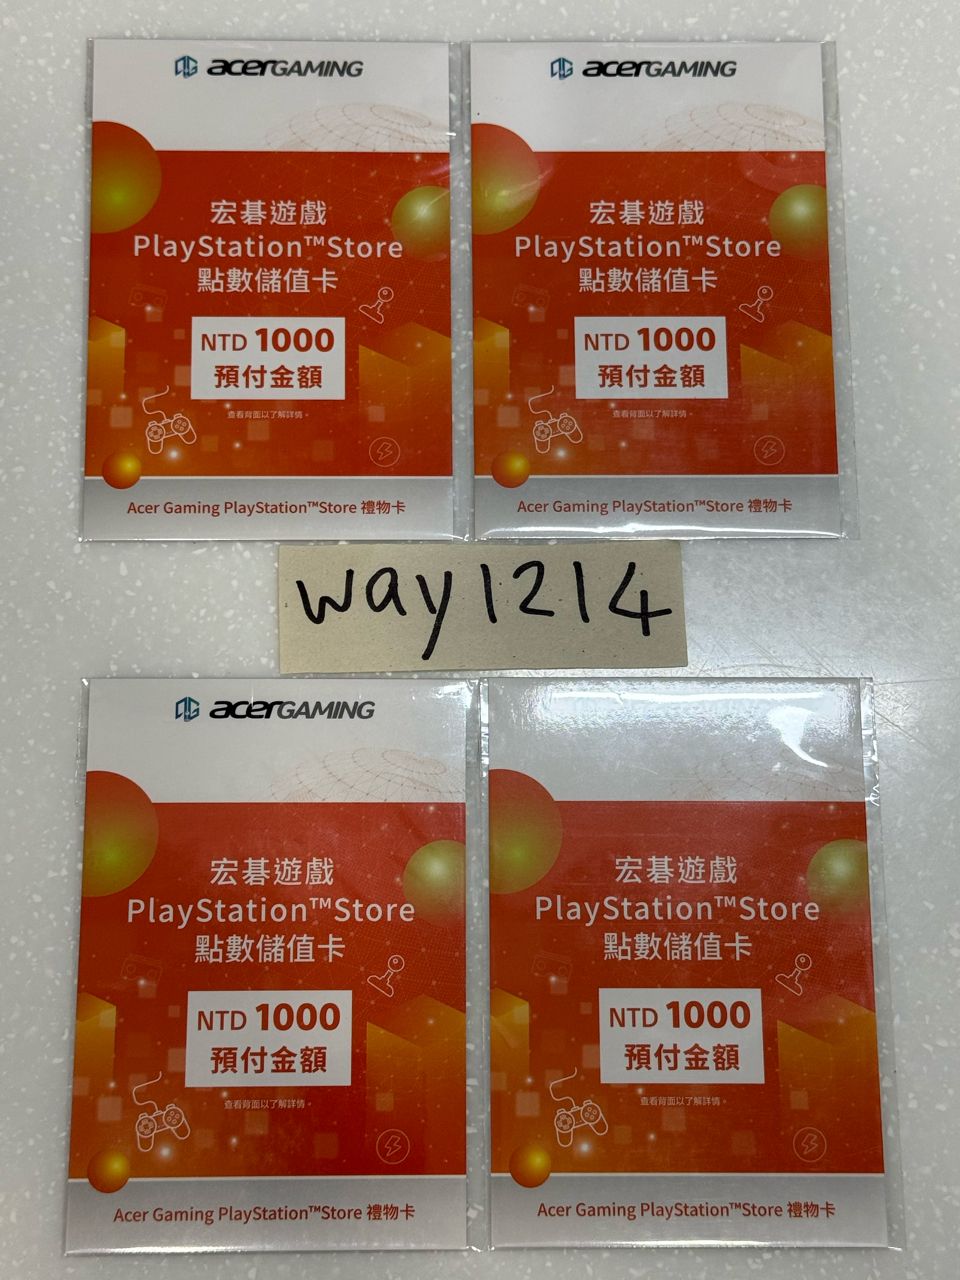 acerGAMING
宏碁遊戲
PlayStation™Store
點數儲值卡
NTD 1000
預付金額
查看背面以了解詳情。
Acer Gaming PlayStation™Store 禮物卡
acerGAMING
宏碁遊戲
PlayStation™Store
點數儲值卡
NTD 1000
預付金額
查看背面以了解詳情。
Acer Gaming PlayStation™Store 禮物卡
way1214
acerGAMING
宏碁遊戲
PlayStation™Store
點數儲值卡
NTD 1000
預付金額
查看背面以了解詳情。
Acer Gaming PlayStation™Store 禮物卡
宏碁遊戲
PlayStation™Store
點數儲值卡
NTD 1000
預付金額
查看背面以了解詳情。
Acer Gaming PlayStation™Store 禮物卡